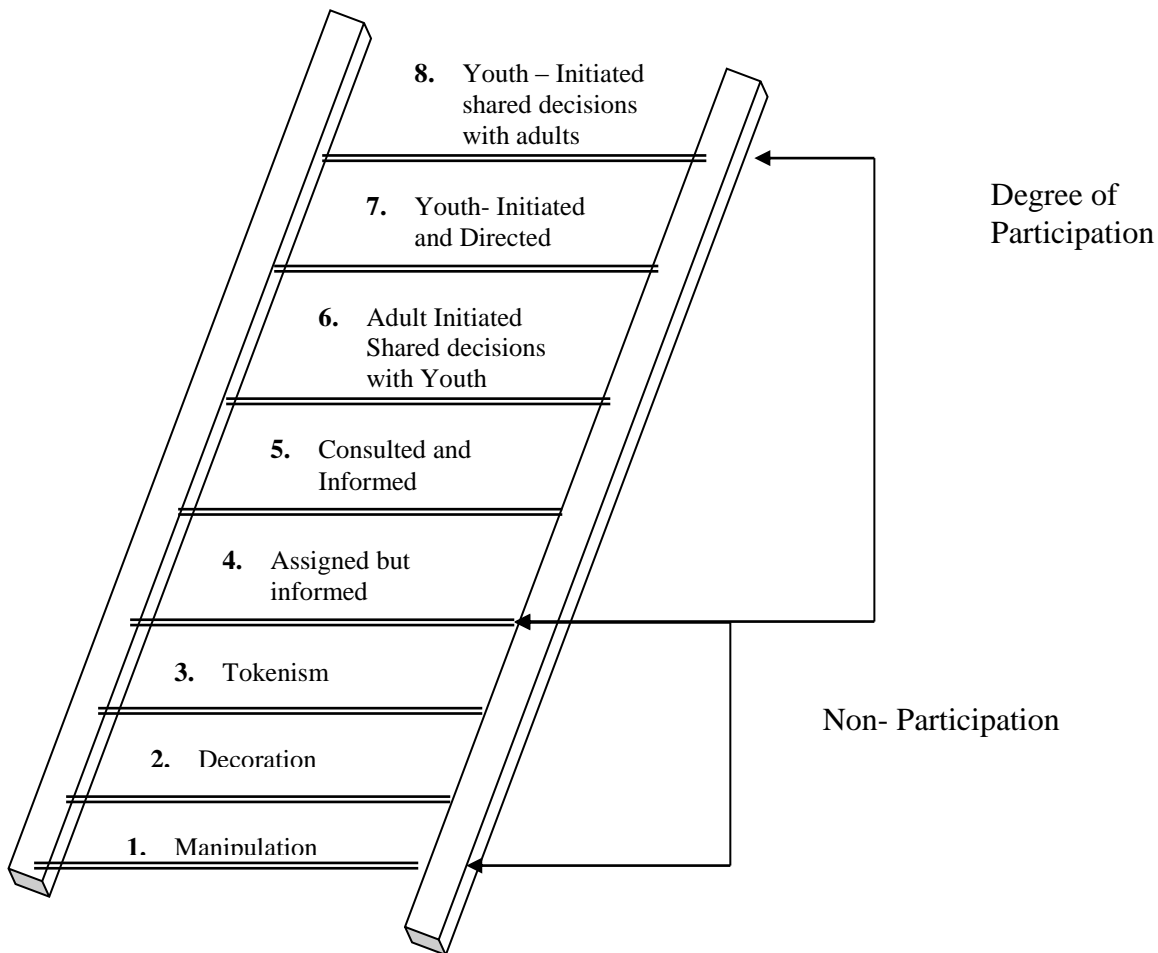 8. Youth – Initiated
shared decisions
with adults
7. Youth- Initiated
and Directed
Degree of
Participation
6. Adult Initiated
Shared decisions
with Youth
5. Consulted and
Informed
4. Assigned but
informed
3. Tokenism
Non- Participation
2. Decoration
1. Manipulation